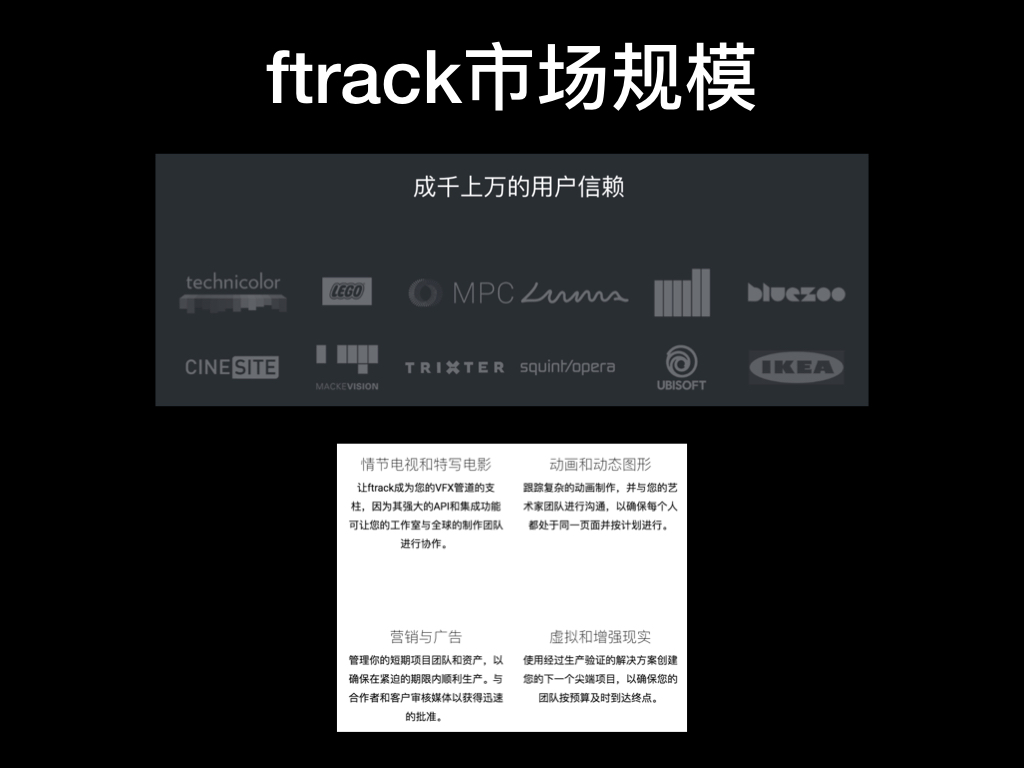 ftrack市场规模
成千上万的用户信赖
technicolor
LEGO
MPC
Luma
bluezoo
CINESITE
MACKEVISION
TRIXTER
squint/opera
UBISOFT
IKEA
情节电视和特写电影
让ftrack成为您的VFX管道的支
柱，因为其强大的API和集成功能
可让您的工作室与全球的制作团队
进行协作。
动画和动态图形
跟踪复杂的动画制作，并与您的艺
术家团队进行沟通，以确保每个人
都处于同一页面并按计划进行。
营销与广告
管理你的短期项目团队和资产，以
确保在紧迫的期限内顺利生产。与
合作者和客户审核媒体以获得迅速
的批准。
虚拟和增强现实
使用经过生产验证的解决方案创建
您的下一个尖端项目，以确保您的
团队按预算及时到达终点。